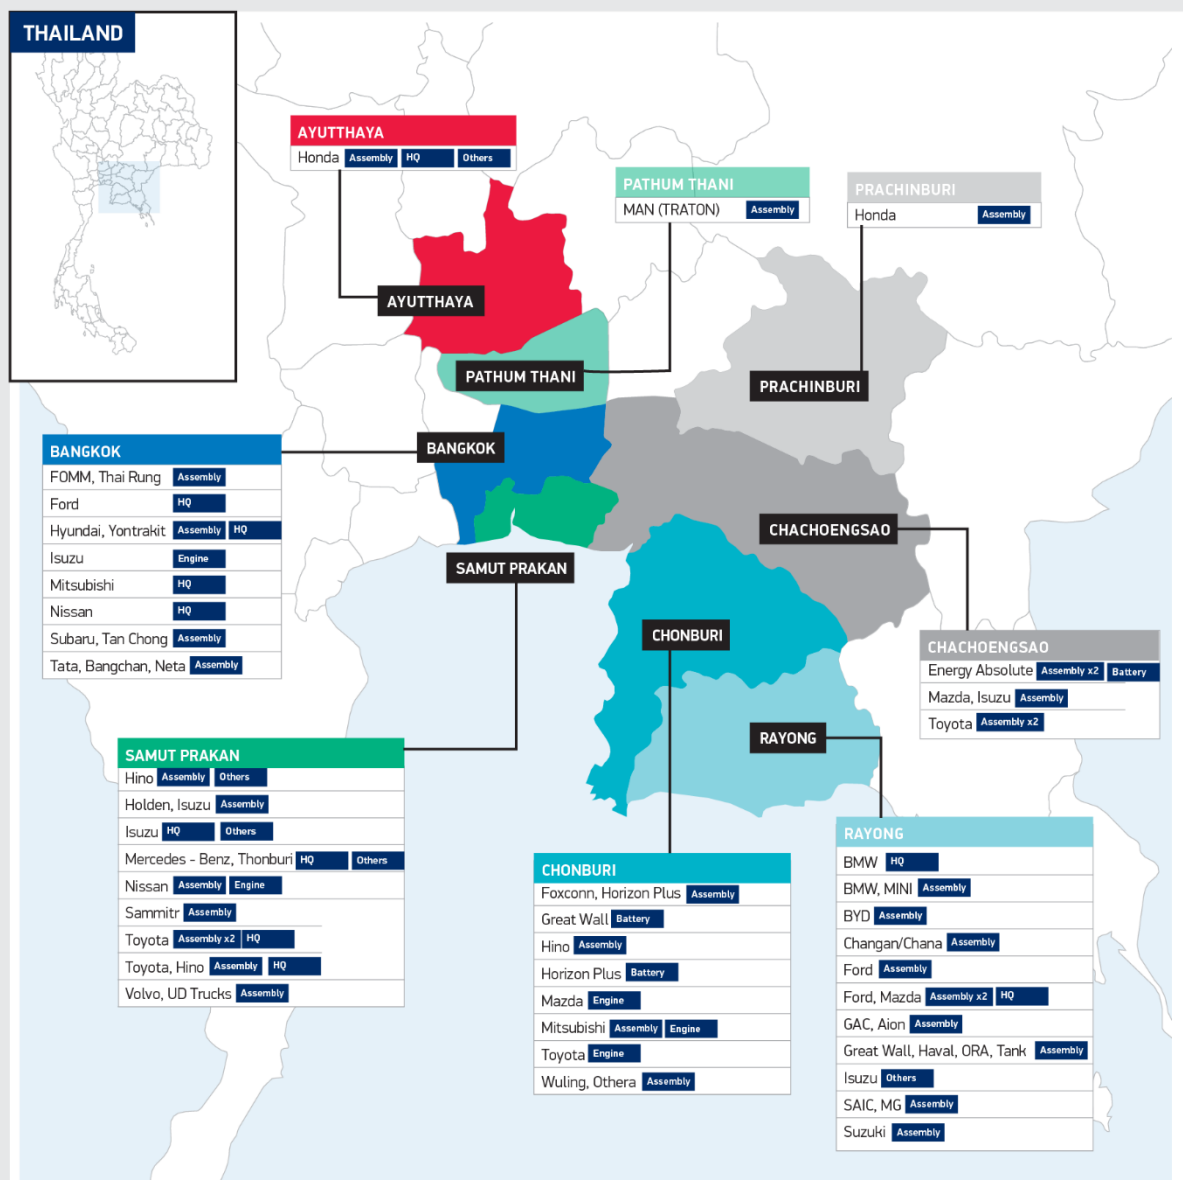 THAILAND
AYUTTHAYA
Honda Assembly HQ Others
PATHUM THANI
MAN (TRATON) Assembly
PRACHINBURI
Honda Assembly
AYUTTHAYA
PATHUM THANI
PRACHINBURI
BANGKOK
BANGKOK
FOMM, Thai Rung Assembly
Ford HQ
Hyundai, Yontrakit Assembly HQ
Isuzu Engine
Mitsubishi HQ
Nissan HQ
Subaru, Tan Chong Assembly
Tata, Bangchan, Neta Assembly
CHACHOENGSAO
SAMUT PRAKAN
CHONBURI
CHACHOENGSAO
Energy Absolute Assembly x2 Battery
Mazda, Isuzu Assembly
Toyota Assembly x2
RAYONG
SAMUT PRAKAN
Hino Assembly Others
Holden, Isuzu Assembly
Isuzu HQ Others
Mercedes - Benz, Thonburi HQ Others
Nissan Assembly Engine
Sammitr Assembly
Toyota Assembly x2 HQ
Toyota, Hino Assembly HQ
Volvo, UD Trucks Assembly
CHONBURI
Foxconn, Horizon Plus Assembly
Great Wall Battery
Hino Assembly
Horizon Plus Battery
Mazda Engine
Mitsubishi Assembly Engine
Toyota Engine
Wuling, Othera Assembly
RAYONG
BMW HQ
BMW, MINI Assembly
BYD Assembly
Changan/Chana Assembly
Ford Assembly
Ford, Mazda Assembly x2 HQ
GAC, Aion Assembly
Great Wall, Haval, ORA, Tank Assembly
Isuzu Others
SAIC, MG Assembly
Suzuki Assembly